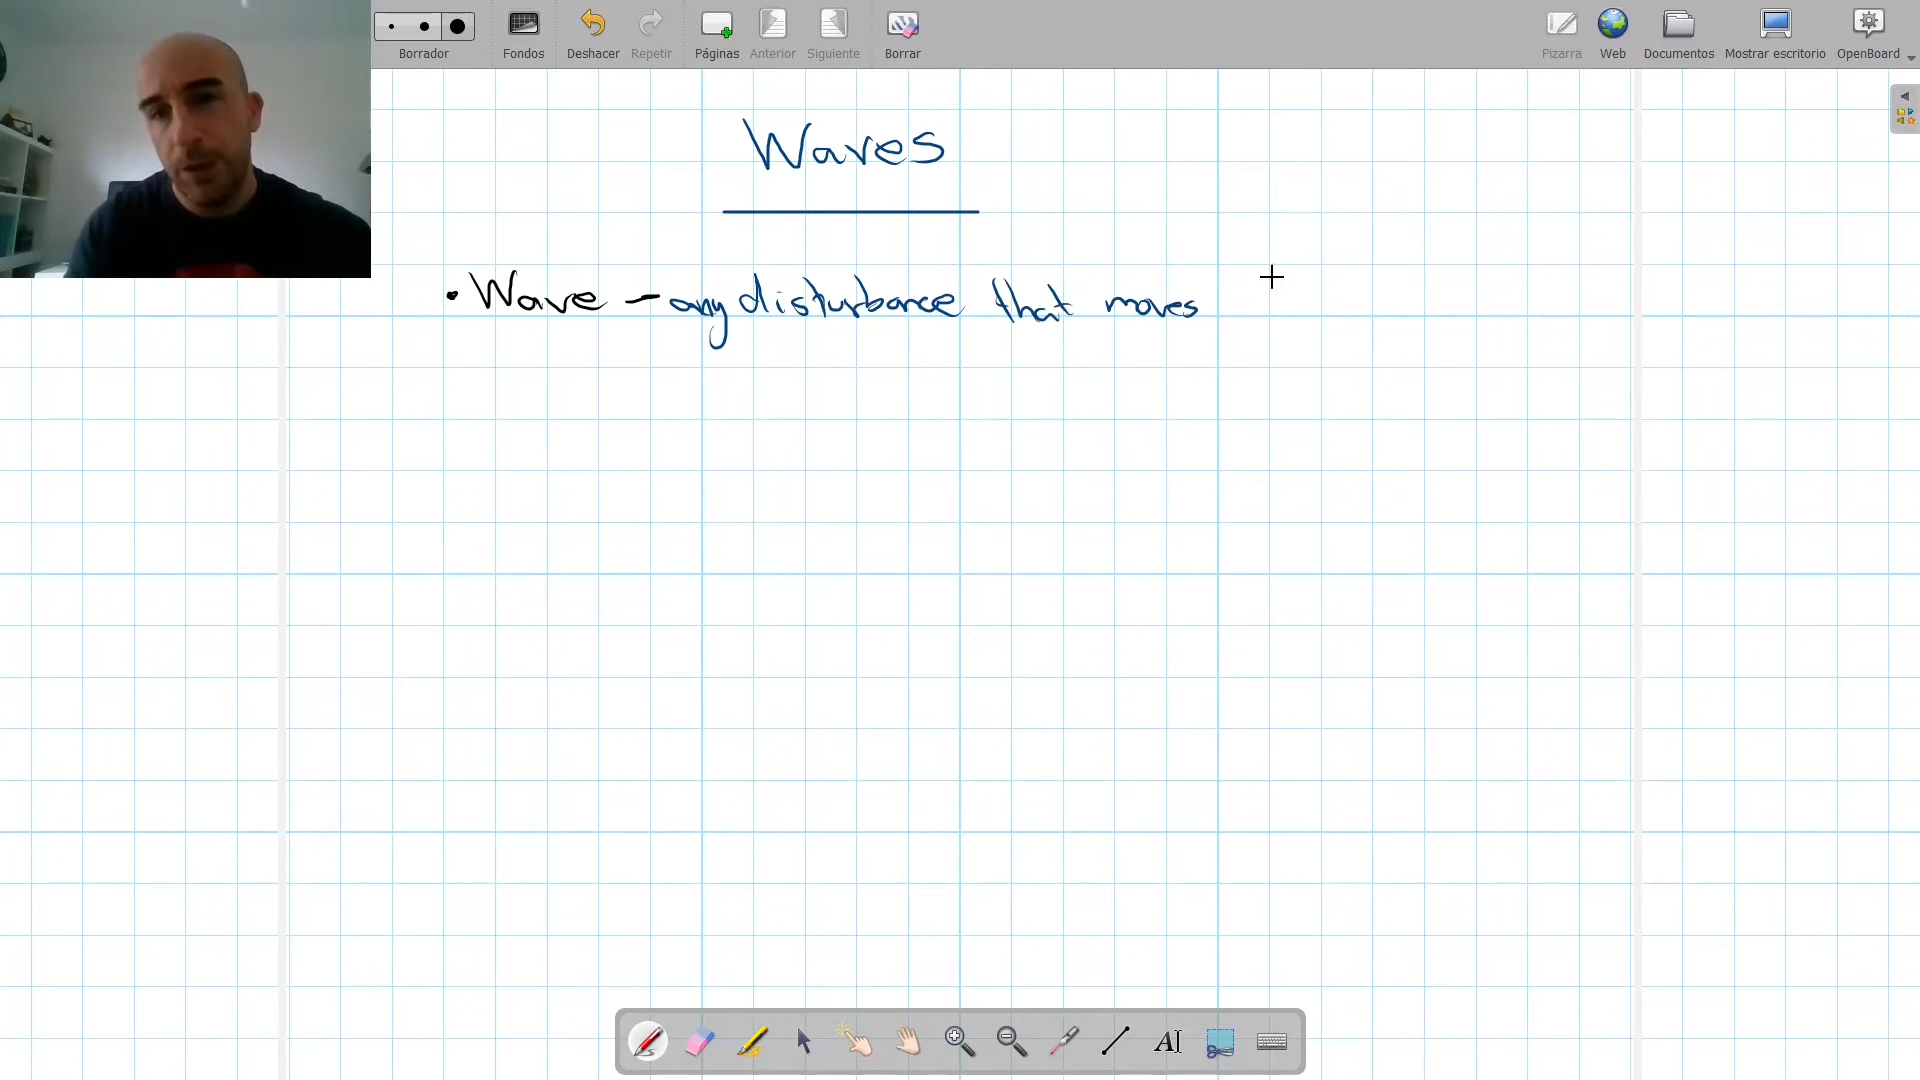 Borrador
Fondos
Deshacer
Repetir
Páginas
Anterior
Siguiente
Borrar
Pizarra
Web
Documentos
Mostrar escritorio
OpenBoard
Waves
• Wave – any disturbance that moves